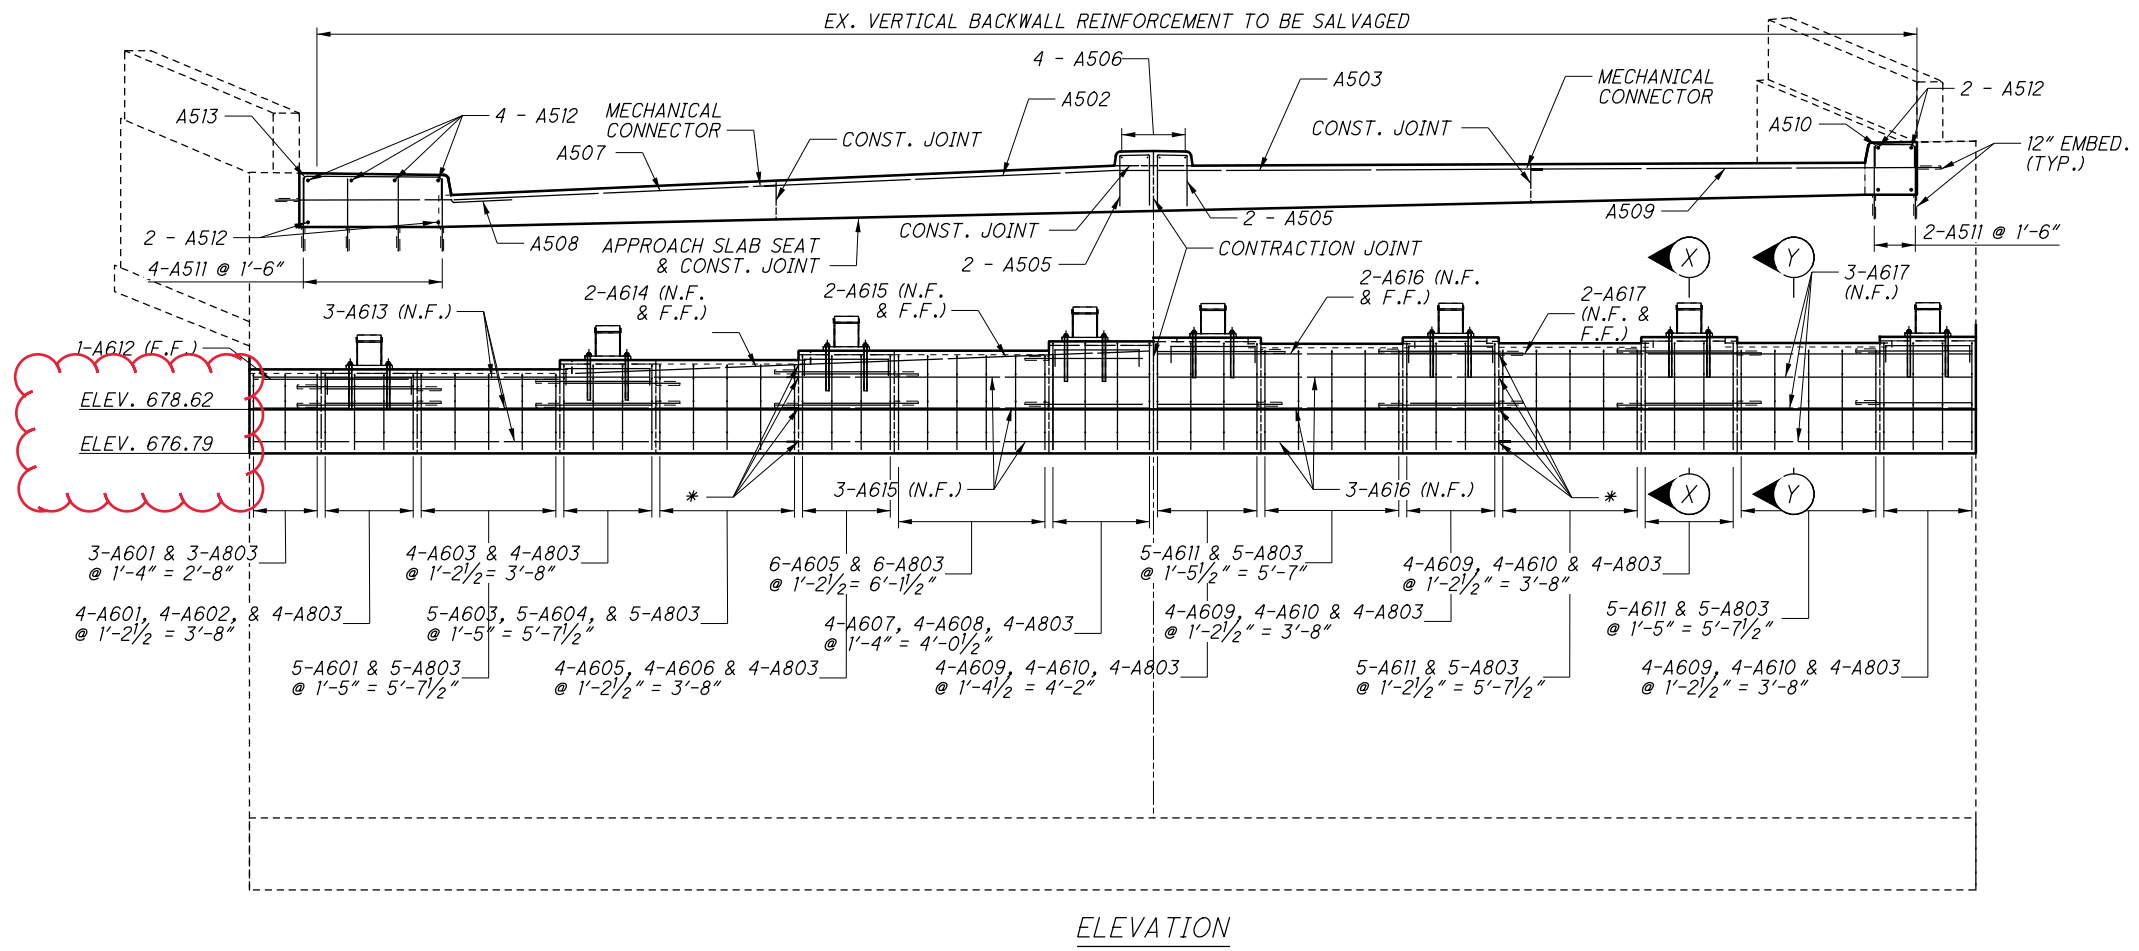 EX. VERTICAL BACKWALL REINFORCEMENT TO BE SALVAGED
4 - A506
A513
4 - A512
MECHANICAL
CONNECTOR
A502
A503
MECHANICAL
CONNECTOR
2 - A512
A507
CONST. JOINT
CONST. JOINT
A510
12" EMBED.
(TYP.)
2 - A512
A508
APPROACH SLAB SEAT
& CONST. JOINT
CONST. JOINT
2 - A505
2 - A505
CONTRACTION JOINT
A509
2-A511 @ 1'-6"
4-A511 @ 1'-6"
X
Y
3-A617
(N.F.)
3-A613 (N.F.)
2-A614 (N.F.
& F.F.)
2-A615 (N.F.
& F.F.)
2-A616 (N.F.
& F.F.)
2-A617
(N.F. &
F.F.)
1-A612 (F.F.)
ELEV. 678.62
ELEV. 676.79
*
3-A615 (N.F.)
3-A616 (N.F.)
*
X
Y
3-A601 & 3-A803
@ 1'-4" = 2'-8"
4-A603 & 4-A803
@ 1'-2½= 3'-8"
6-A605 & 6-A803
@ 1'-2½= 6'-1½"
5-A611 & 5-A803
@ 1'-5½" = 5'-7"
4-A609, 4-A610 & 4-A803
@ 1'-2½" = 3'-8"
4-A601, 4-A602, & 4-A803
@ 1'-2½ = 3'-8"
5-A603, 5-A604, & 5-A803
@ 1'-5" = 5'-7½"
4-A607, 4-A608, 4-A803
@ 1'-4" = 4'-0½"
4-A609, 4-A610 & 4-A803
@ 1'-2½" = 3'-8"
5-A611 & 5-A803
@ 1'-5" = 5'-7½"
5-A601 & 5-A803
@ 1'-5" = 5'-7½"
4-A605, 4-A606 & 4-A803
@ 1'-2½" = 3'-8"
4-A609, 4-A610, 4-A803
@ 1'-4½ = 4'-2"
5-A611 & 5-A803
@ 1'-2½" = 5'-7½"
4-A609, 4-A610 & 4-A803
@ 1'-2½" = 3'-8"
ELEVATION